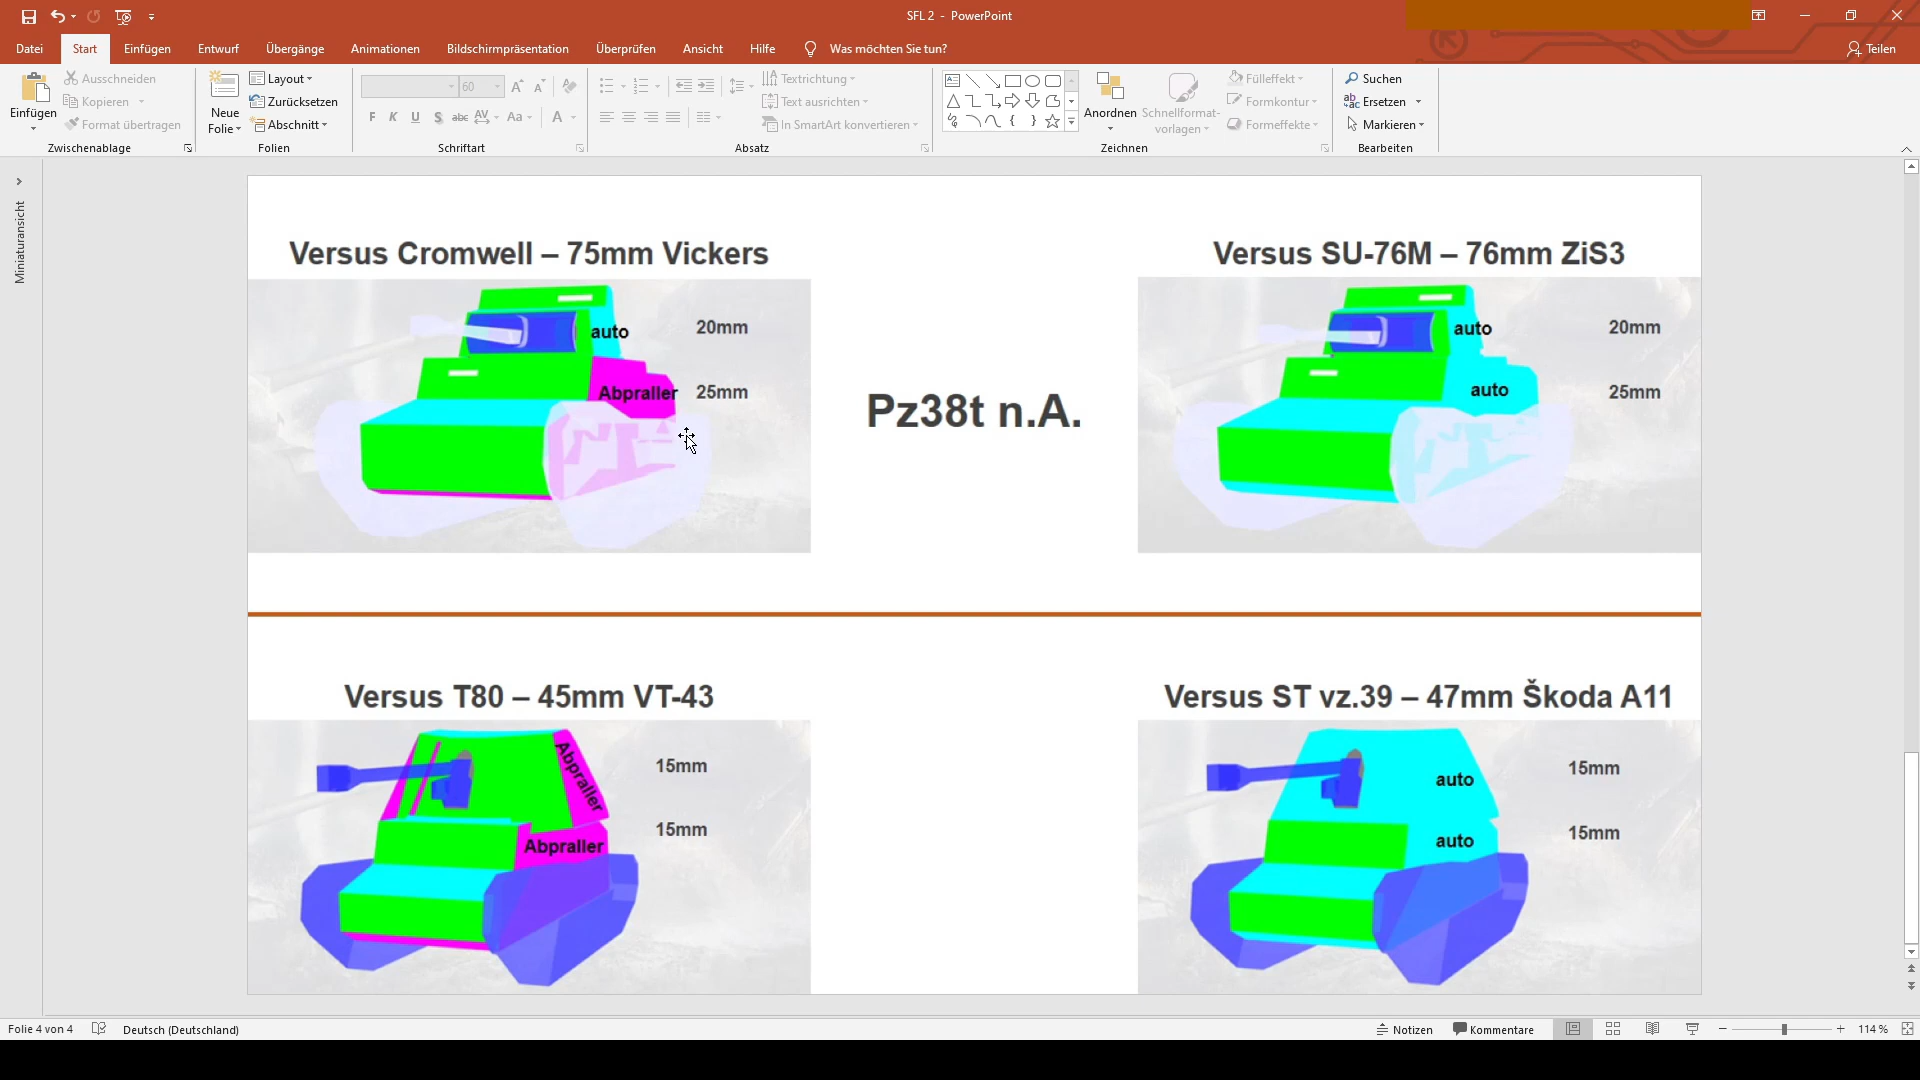 SFL 2 - PowerPoint
Datei Start Einfügen Entwurf Übergänge Animationen Bildschirmpräsentation Überprüfen Ansicht Hilfe Was möchten Sie tun? Teilen
Einfügen
Ausschneiden
Kopieren
Format übertragen
Zwischenablage
Neue
Folie
Layout
Zurücksetzen
Abschnitt
Folien
60
F K U S abc AV Aa A
Schriftart
Textrichtung
Text ausrichten
In SmartArt konvertieren
Absatz
Anordnen
Schnellformat-
vorlagen
Fülleffekt
Formkontur
Formeffekte
Zeichnen
Suchen
Ersetzen
Markieren
Bearbeiten
Miniaturansicht
Versus Cromwell – 75mm Vickers
auto
20mm
Abpraller
25mm
Pz38t n.A.
Versus SU-76M – 76mm ZiS3
auto
20mm
auto
25mm
Versus T80 – 45mm VT-43
Abpraller
15mm
Abpraller
15mm
Versus ST vz.39 – 47mm Škoda A11
auto
15mm
auto
15mm
Folie 4 von 4 Deutsch (Deutschland) Notizen Kommentare 114 %